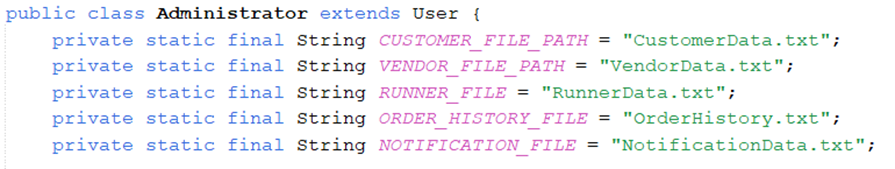 public class Administrator extends User {
    private static final String CUSTOMER_FILE_PATH = "CustomerData.txt";
    private static final String VENDOR_FILE_PATH = "VendorData.txt";
    private static final String RUNNER_FILE = "RunnerData.txt";
    private static final String ORDER_HISTORY_FILE = "OrderHistory.txt";
    private static final String NOTIFICATION_FILE = "NotificationData.txt";